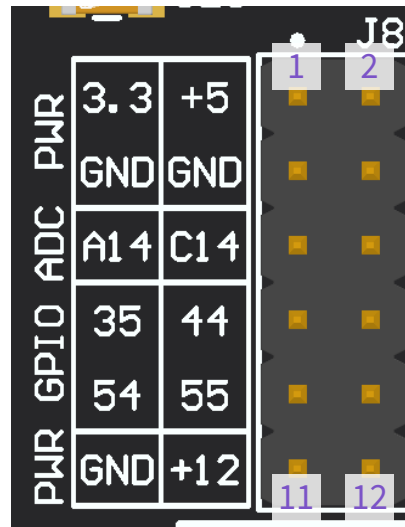 J8
1 2
PWR 3.3 +5
GND GND
ADC A14 C14
GPIO 35 44
54 55
PWR GND +12
11 12